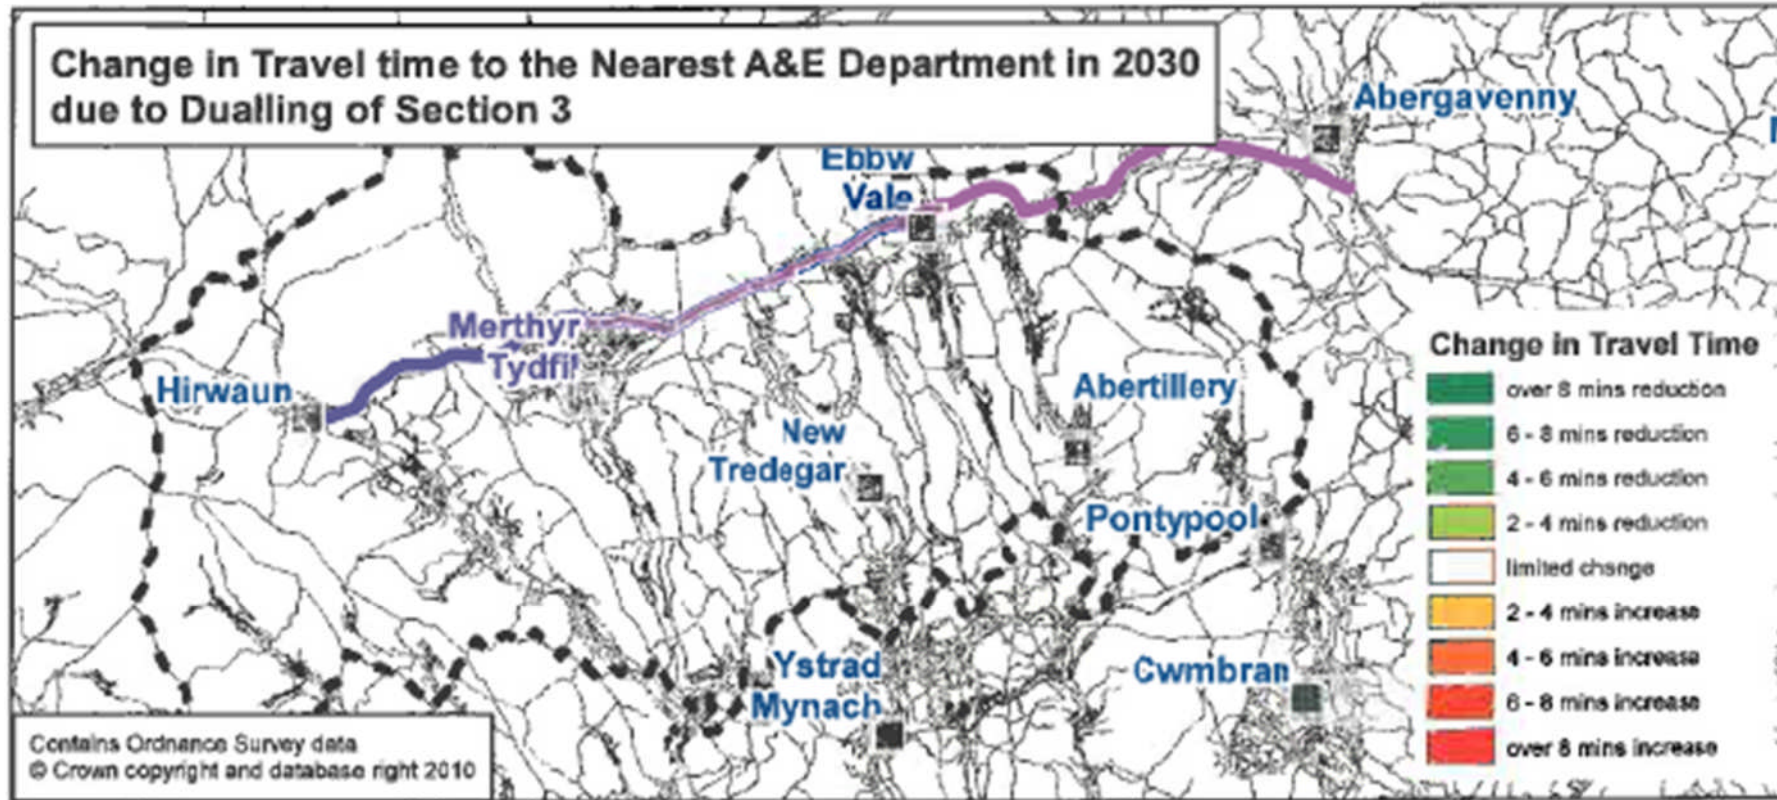 Change in Travel time to the Nearest A&E Department in 2030
due to Dualling of Section 3
Abergavenny
Ebbw
Vale
Merthyr
Tydfil
Hirwaun
Abertillery
New
Tredegar
Pontypool
Ystrad
Mynach
Cwmbran
Change in Travel Time
over 8 mins reduction
6 - 8 mins reduction
4 - 6 mins reduction
2 - 4 mins reduction
limited change
2 - 4 mins increase
4 - 6 mins increase
6 - 8 mins increase
over 8 mins increase
Contains Ordnance Survey data
© Crown copyright and database right 2010